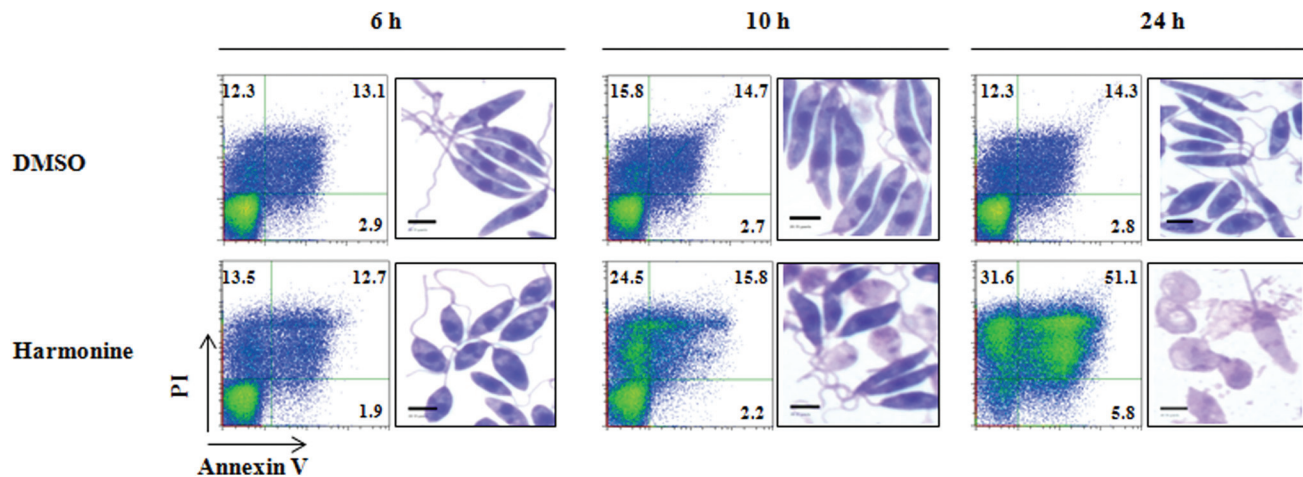 6 h 10 h 24 h
DMSO
12.3 13.1 15.8 14.7 12.3 14.3
2.9 2.7 2.8
Harmonine
13.5 12.7 24.5 15.8 31.6 51.1
1.9 2.2 5.8
PI
Annexin V